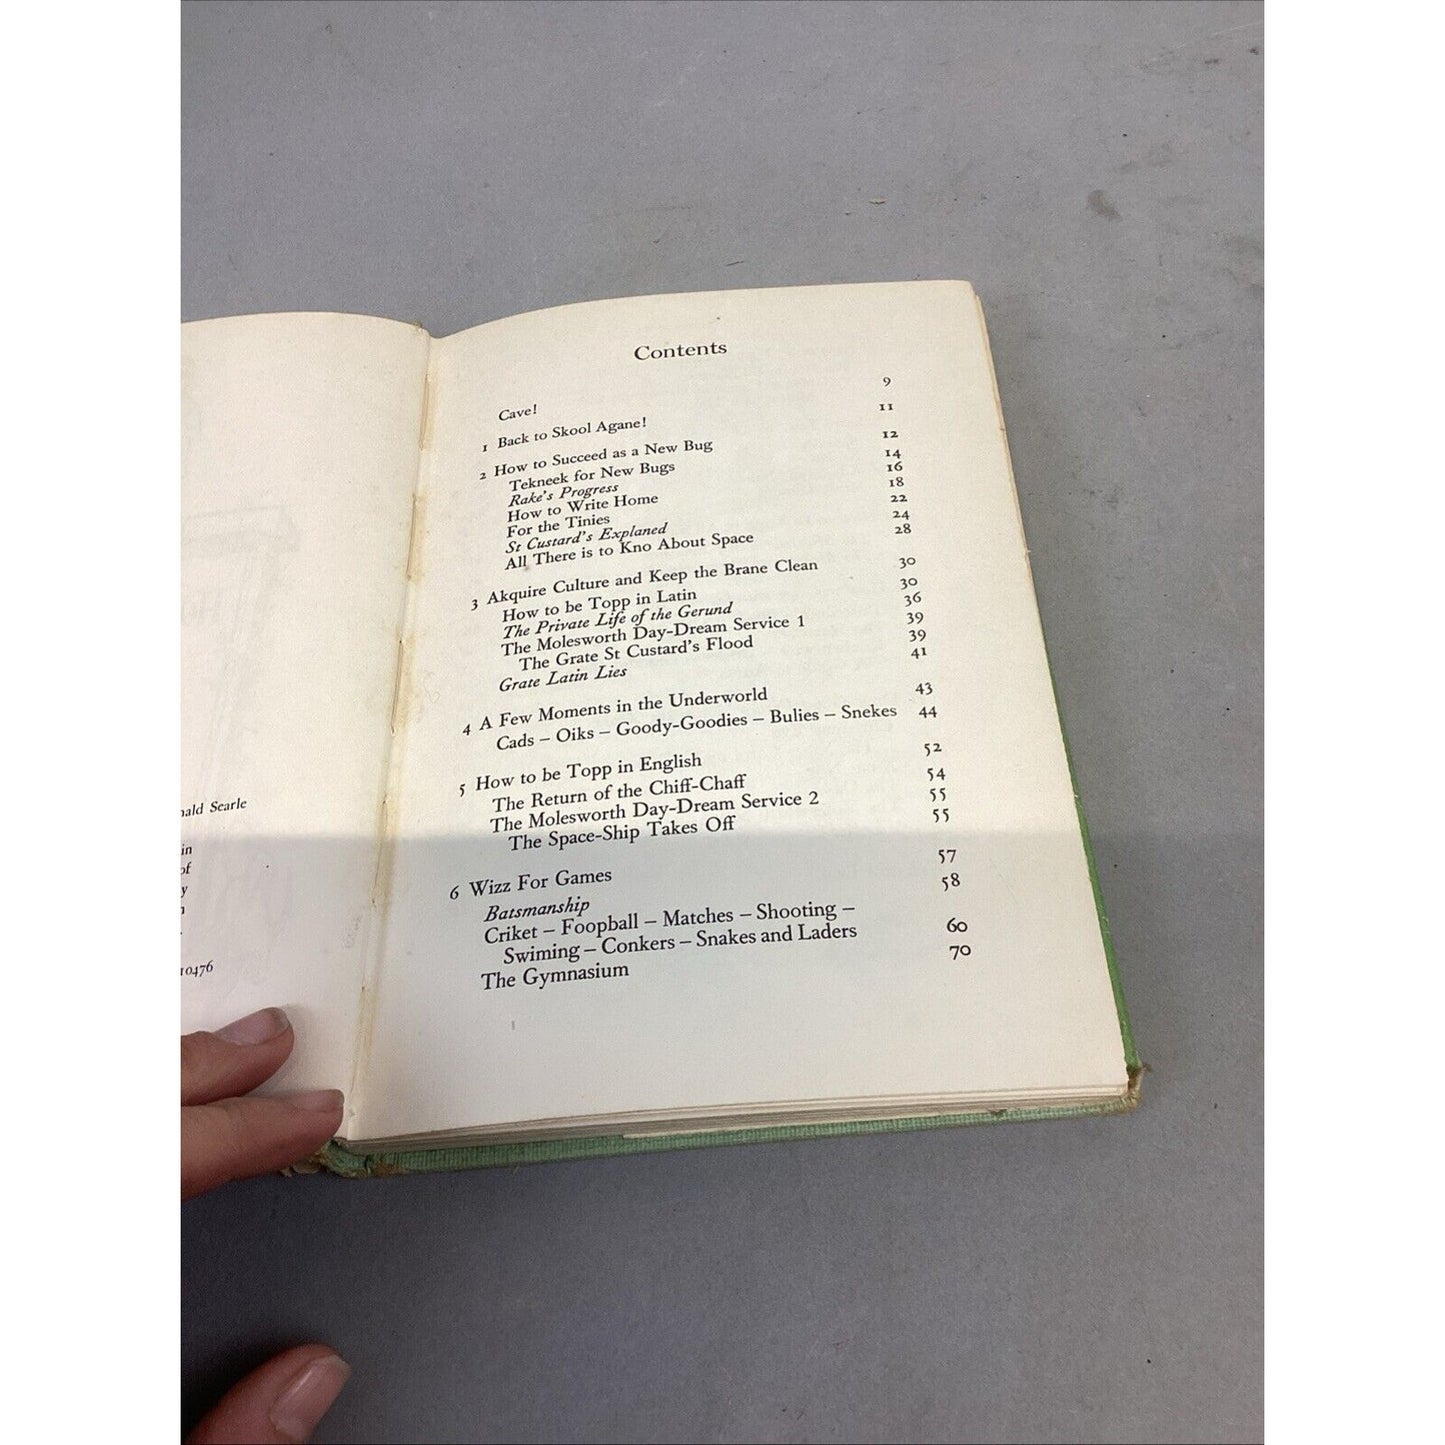 nald Searle
in
of
y
n
10476
Contents
Cave! 9
1 Back to Skool Agane! 11
2 How to Succeed as a New Bug 12
Tekneek for New Bugs 14
Rake's Progress 16
How to Write Home 18
For the Tinies 22
St Custard's Explaned 24
All There is to Kno About Space 28
3 Akquire Culture and Keep the Brane Clean 30
How to be Topp in Latin 30
The Private Life of the Gerund 36
The Molesworth Day-Dream Service 1 39
The Grate St Custard's Flood 39
Grate Latin Lies 41
4 A Few Moments in the Underworld 43
Cads – Oiks – Goody-Goodies – Bulies – Snekes 44
5 How to be Topp in English 52
The Return of the Chiff-Chaff 54
The Molesworth Day-Dream Service 2 55
The Space-Ship Takes Off 55
6 Wizz For Games 57
Batsmanship 58
Criket – Foopball – Matches – Shooting –
Swiming – Conkers – Snakes and Laders 60
The Gymnasium 70